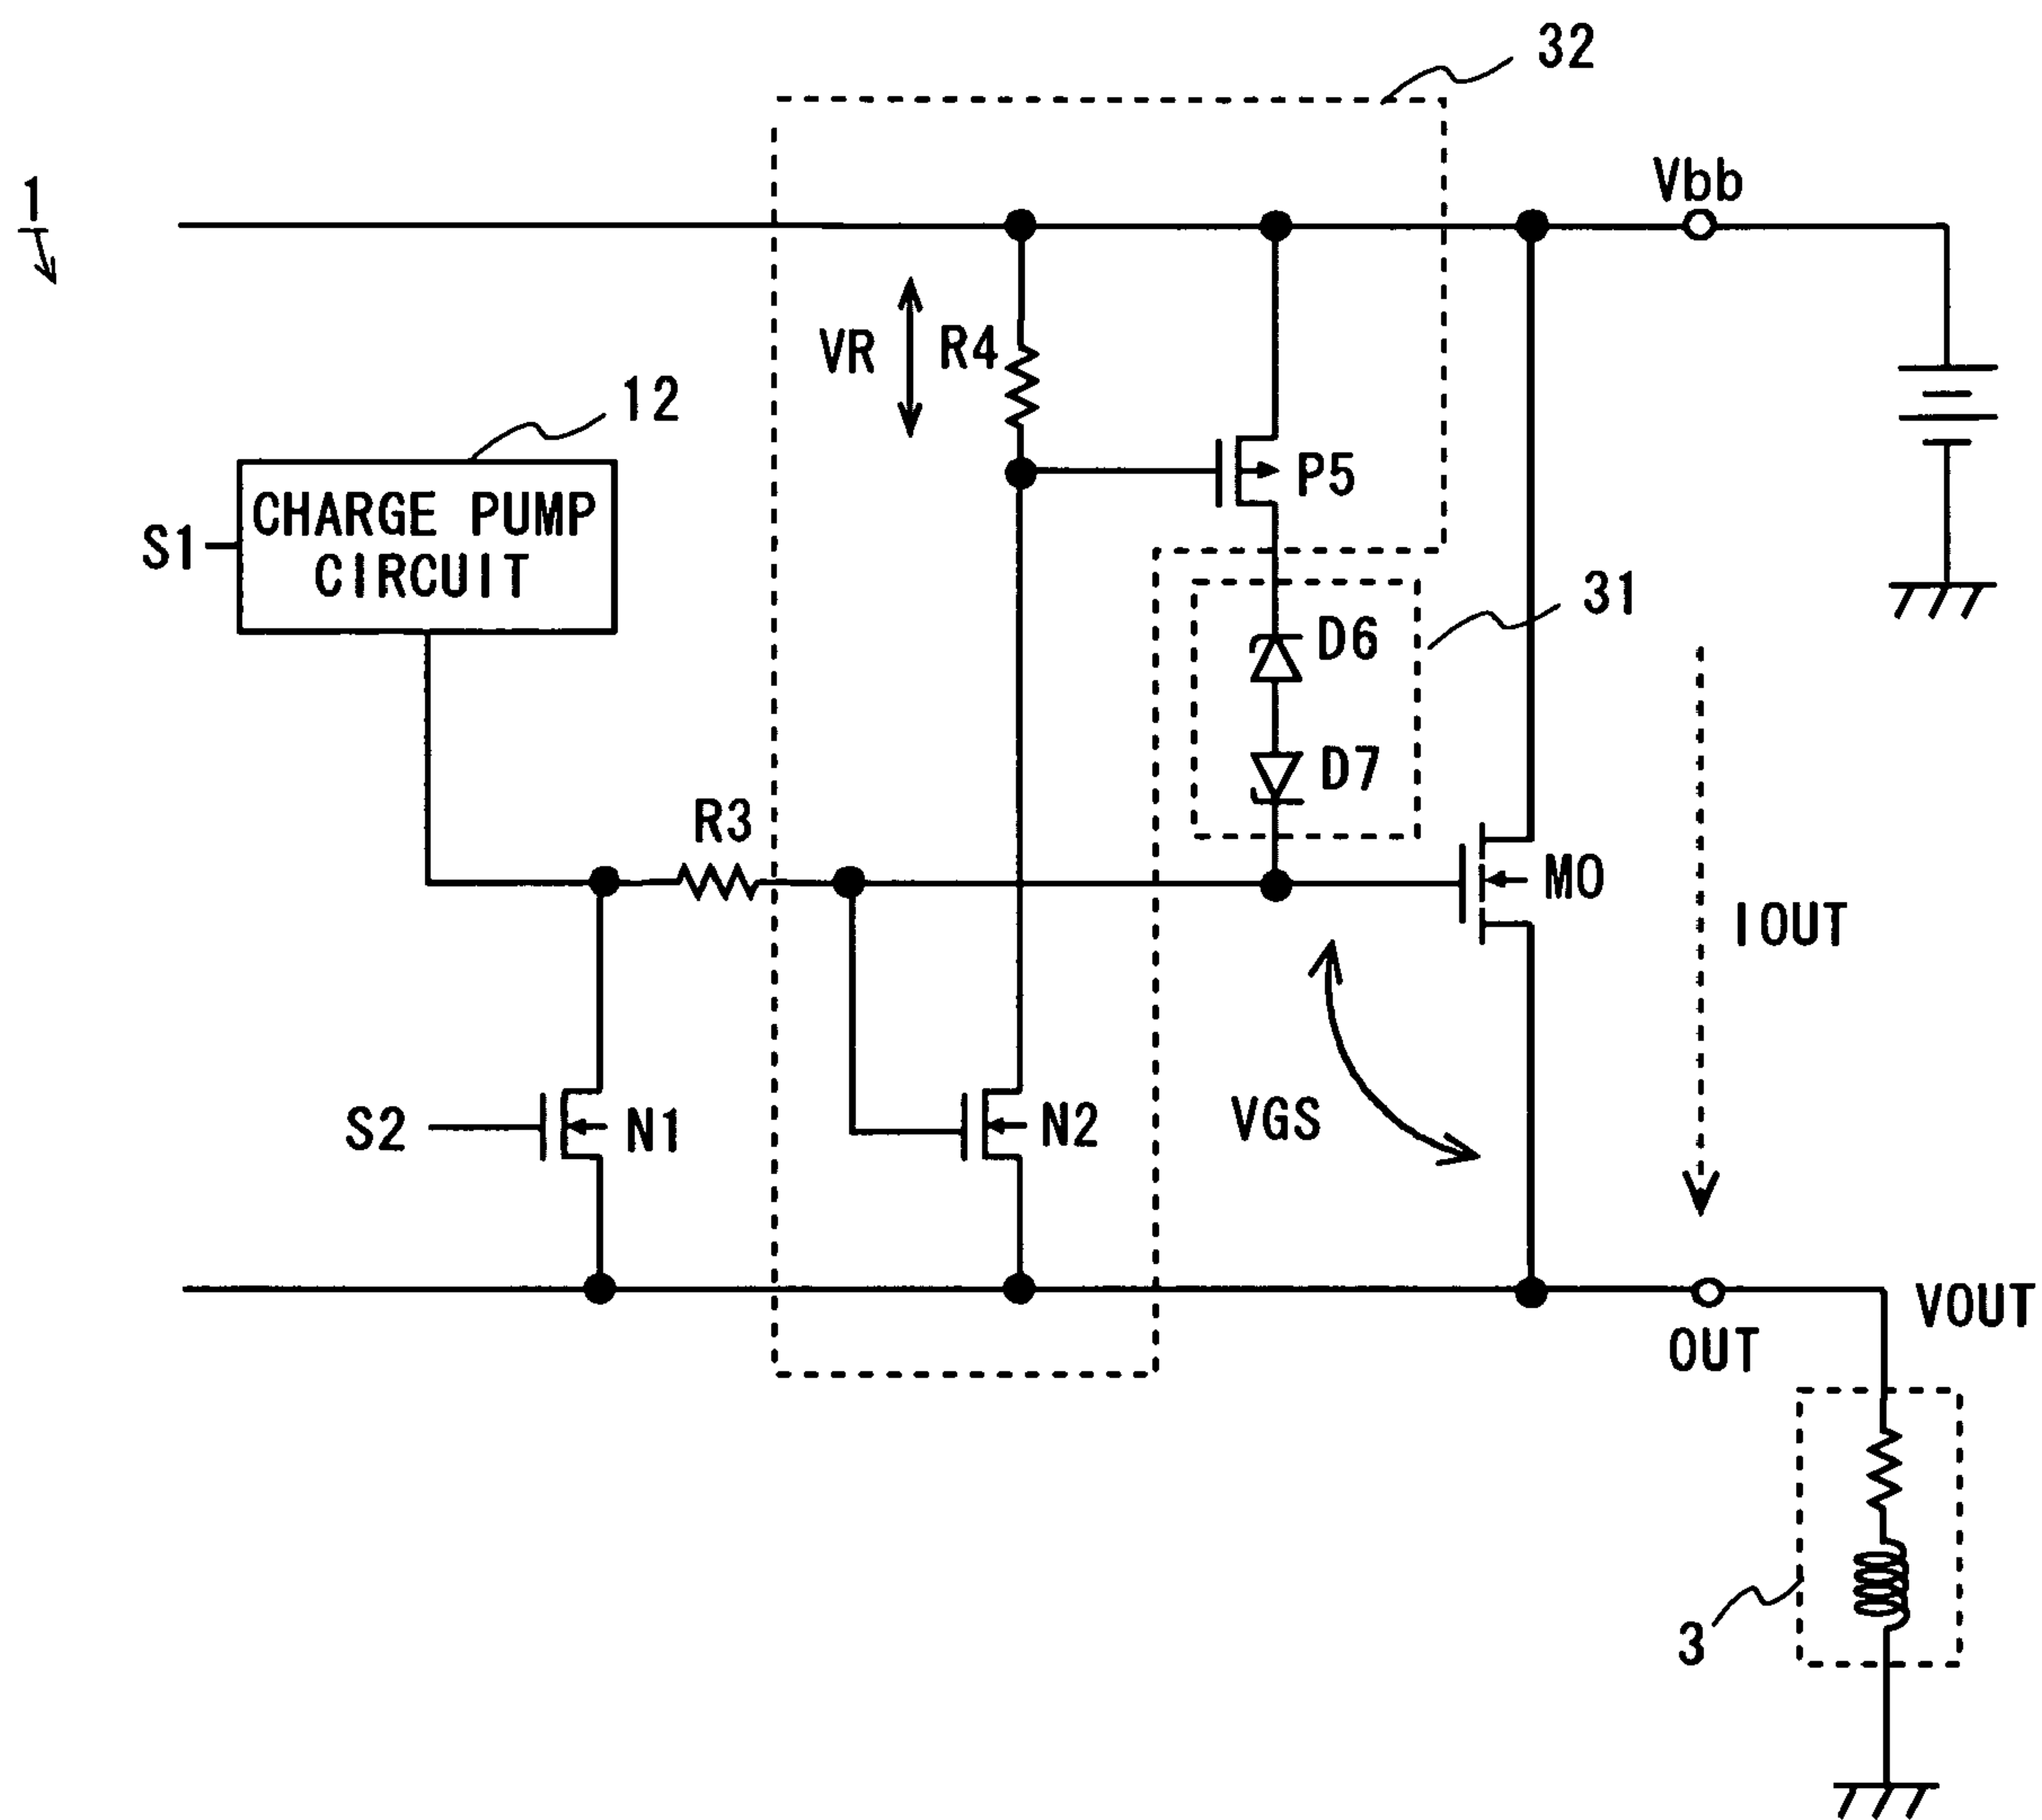 32
1
Vbb
VR
R4
12
CHARGE PUMP
CIRCUIT
S1
P5
31
D6
D7
R3
MO
IOUT
S2
N1
N2
VGS
VOUT
OUT
3